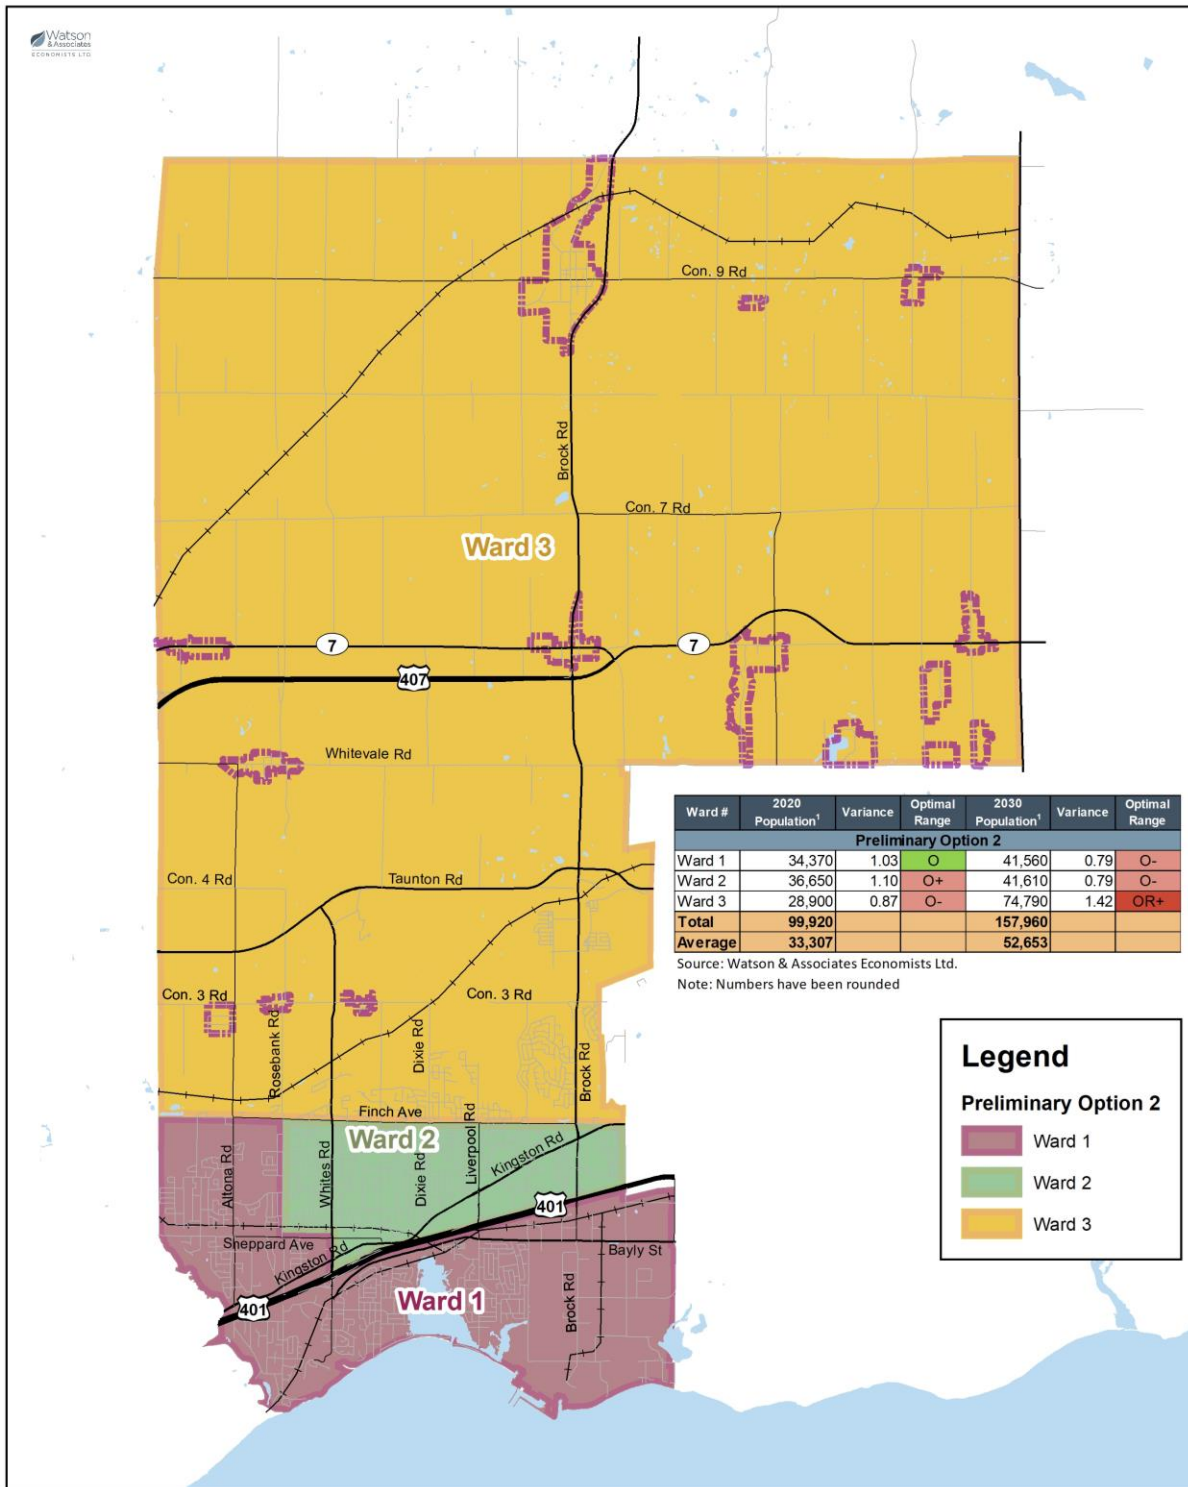 Watson
& Associates
ECONOMISTS LTD
Con. 9 Rd
Brock Rd
Con. 7 Rd
Ward 3
7
7
407
Whitevale Rd
Ward # 2020 Population¹ Variance Optimal Range 2030 Population¹ Variance Optimal Range
Preliminary Option 2
Ward 1 34,370 1.03 O 41,560 0.79 O-
Ward 2 36,650 1.10 O+ 41,610 0.79 O-
Ward 3 28,900 0.87 O- 74,790 1.42 OR+
Total 99,920 157,960
Average 33,307 52,653
Source: Watson & Associates Economists Ltd.
Note: Numbers have been rounded
Con. 4 Rd
Taunton Rd
Con. 3 Rd
Con. 3 Rd
Rosebank Rd
Dixie Rd
Brock Rd
Finch Ave
Ward 2
Altona Rd
Whites Rd
Dixie Rd
Liverpool Rd
Kingston Rd
401
Sheppard Ave
Kingston Rd
Bayly St
Ward 1
401
Brock Rd
Legend
Preliminary Option 2
Ward 1
Ward 2
Ward 3